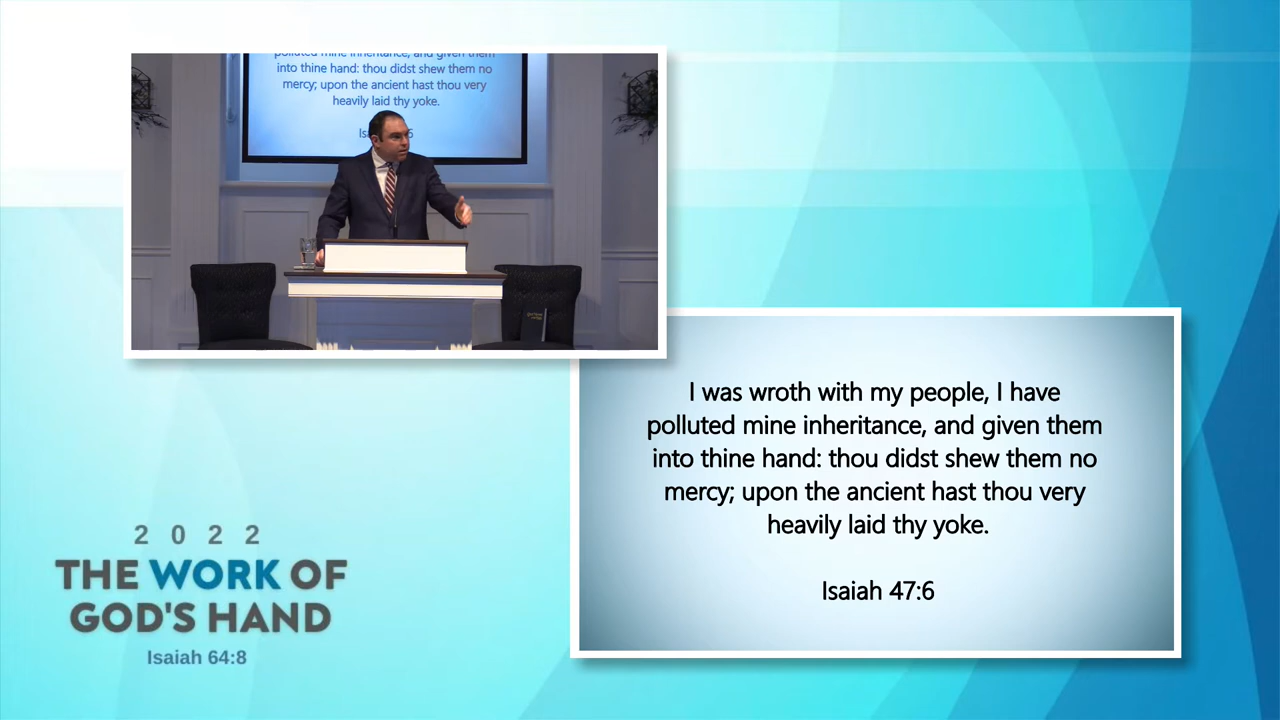 polluted mine inheritance, and given them
into thine hand: thou didst shew them no
mercy; upon the ancient hast thou very
heavily laid thy yoke.
I was wroth with my people, I have
polluted mine inheritance, and given them
into thine hand: thou didst shew them no
mercy; upon the ancient hast thou very
heavily laid thy yoke.
Isaiah 47:6
2022
THE WORK OF
GOD'S HAND
Isaiah 64:8